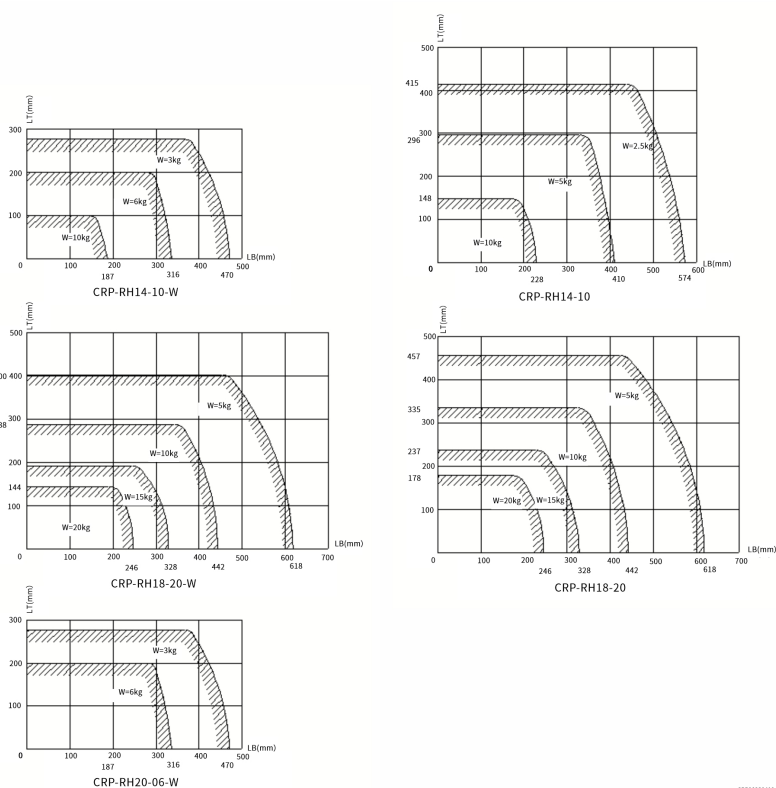 LT(mm)
300
200
100
W=3kg
W=6kg
W=10kg
0 100 200 300 400 500 LB(mm)
187 316 470
CRP-RH14-10-W
LT(mm)
500
415
400
300
296
200
148
100
W=2.5kg
W=5kg
W=10kg
0 100 200 300 400 500 600 LB(mm)
228 410 574
CRP-RH14-10
LT(mm)
500
400
300
200
144
100
W=5kg
W=10kg
W=15kg
W=20kg
0 100 200 300 400 500 600 700 LB(mm)
246 328 442 618
CRP-RH18-20-W
LT(mm)
500
457
400
335
300
237
200
178
100
W=5kg
W=10kg
W=20kg W=15kg
0 100 200 300 400 500 600 700 LB(mm)
246 328 442 618
CRP-RH18-20
LT(mm)
300
200
100
W=3kg
W=6kg
0 100 200 300 400 500 LB(mm)
187 316 470
CRP-RH20-06-W